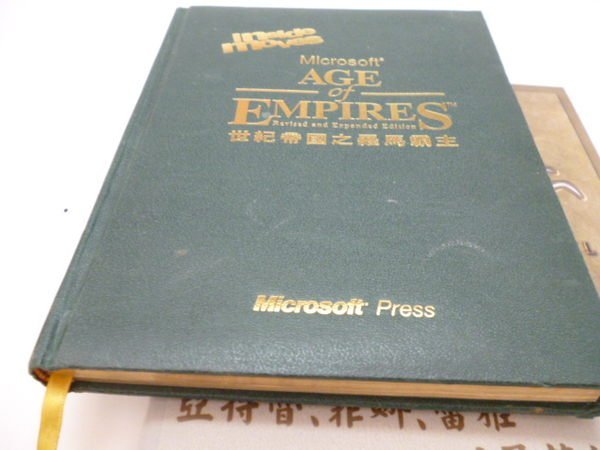 Inside
Moves
Microsoft®
AGE
of
EMPIRES™
Revised and Expanded Edition
世紀帝國之羅馬霸主
Microsoft® Press